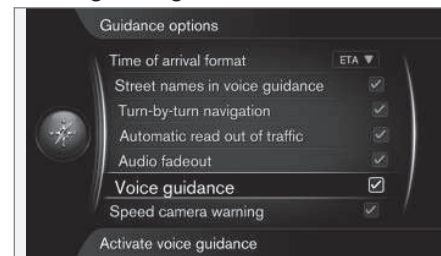 Guidance options
Time of arrival format ETA ▼
Street names in voice guidance
Turn-by-turn navigation
Automatic read out of traffic
Audio fadeout
Voice guidance
Speed camera warning
Activate voice guidance